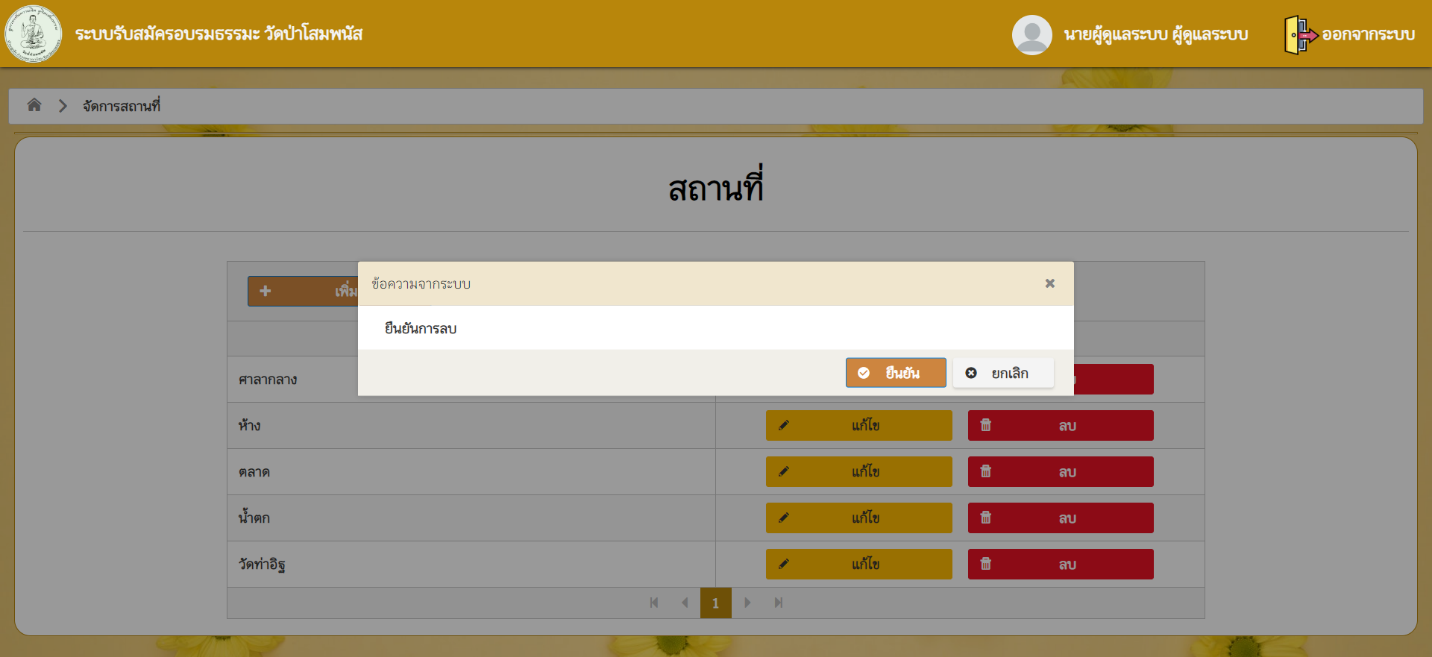 ระบบรับสมัครอบรมธรรมะ วัดป่าโสมพนัส
นายผู้ดูแลระบบ ผู้ดูแลระบบ
ออกจากระบบ
จัดการสถานที่
สถานที่
เพิ่ม
ข้อความจากระบบ
ยืนยันการลบ
ยืนยัน
ยกเลิก
ศาลากลาง
ห้าง
แก้ไข
ลบ
ตลาด
แก้ไข
ลบ
น้ำตก
แก้ไข
ลบ
วัดท่าอิฐ
แก้ไข
ลบ
1